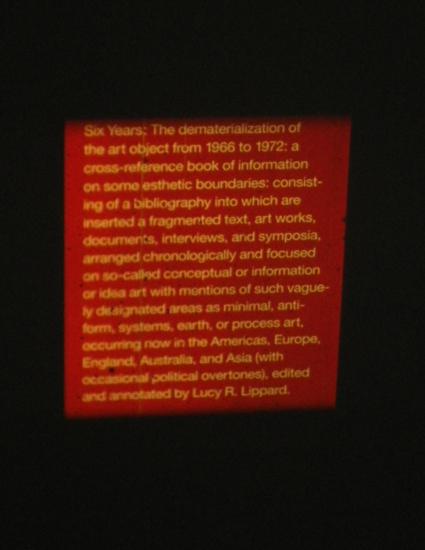 Six Years: The dematerialization of
the art object from 1966 to 1972: a
cross-reference book of information
on some esthetic boundaries: consist-
ing of a bibliography into which are
inserted a fragmented text, art works,
documents, interviews, and symposia,
arranged chronologically and focused
on so-called conceptual or information
or idea art with mentions of such vague-
ly designated areas as minimal, anti-
form, systems, earth, or process art,
occurring now in the Americas, Europe,
England, Australia, and Asia (with
occasional political overtones), edited
and annotated by Lucy R. Lippard.